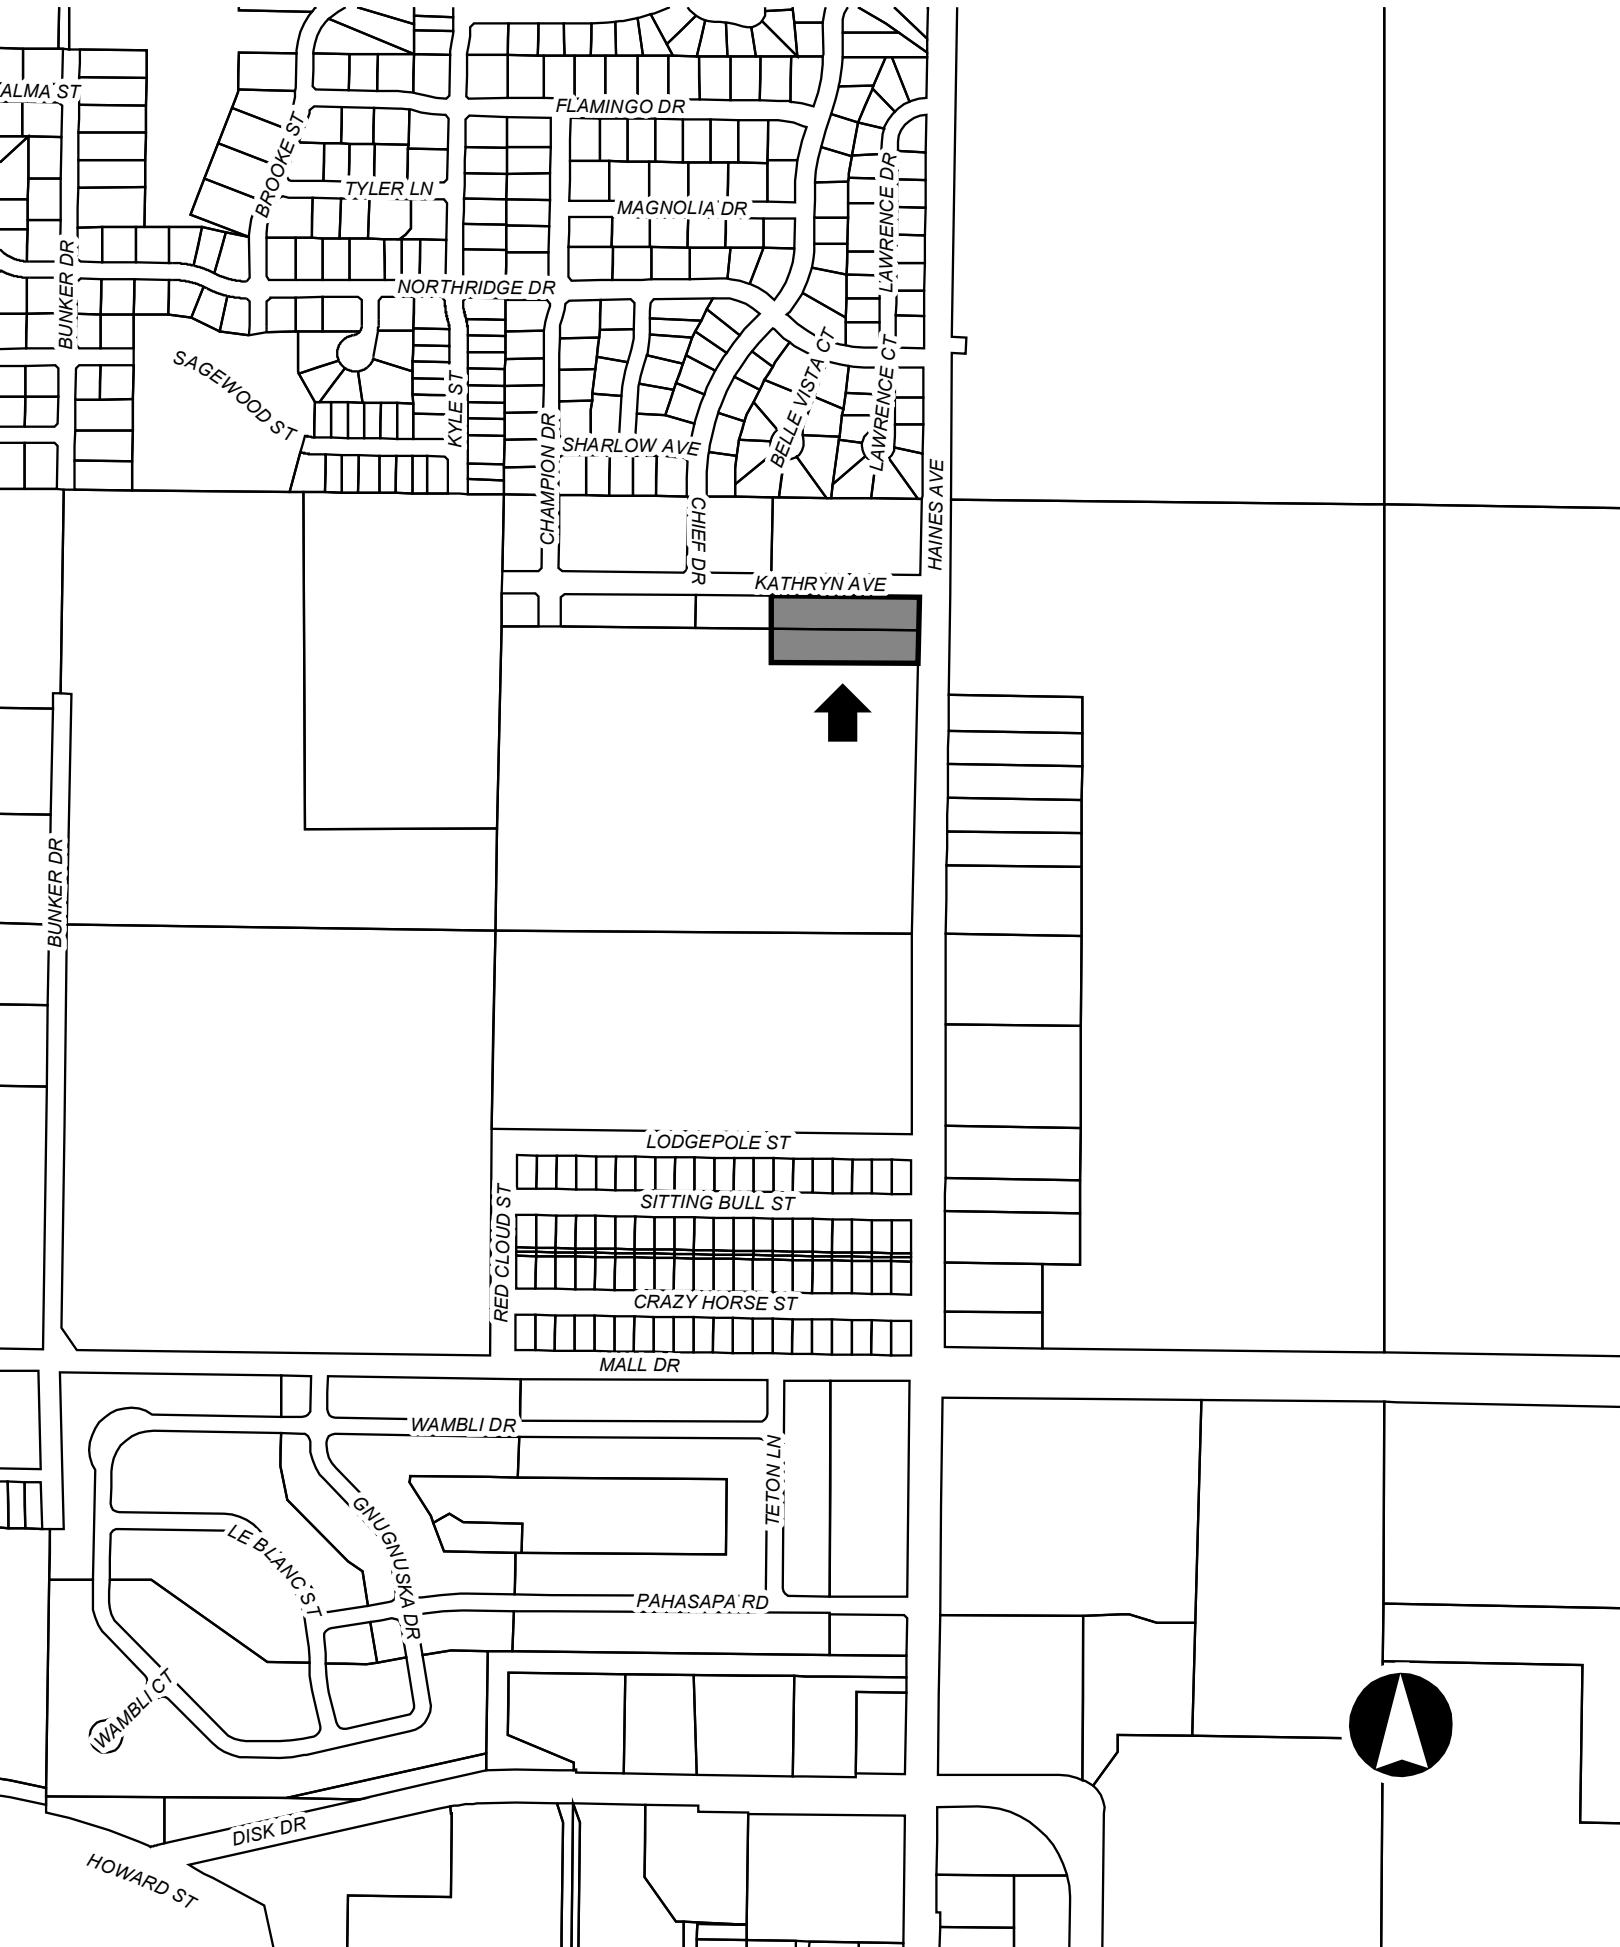 ALMA ST
FLAMINGO DR
BROOKE ST
TYLER LN
LAWRENCE DR
MAGNOLIA DR
BUNKER DR
NORTHRIDGE DR
SAGEWOOD ST
KYLE ST
BELLE VISTA CT
LAWRENCE CT
CHAMPION DR
SHARLOW AVE
HAINES AVE
CHIEF DR
KATHRYN AVE
BUNKER DR
LODGEPOLE ST
SITTING BULL ST
RED CLOUD ST
CRAZY HORSE ST
MALL DR
WAMBLI DR
TETON LN
GNUGNUSKA DR
LE BLANC ST
PAHASAPA RD
WAMBLI CT
DISK DR
HOWARD ST